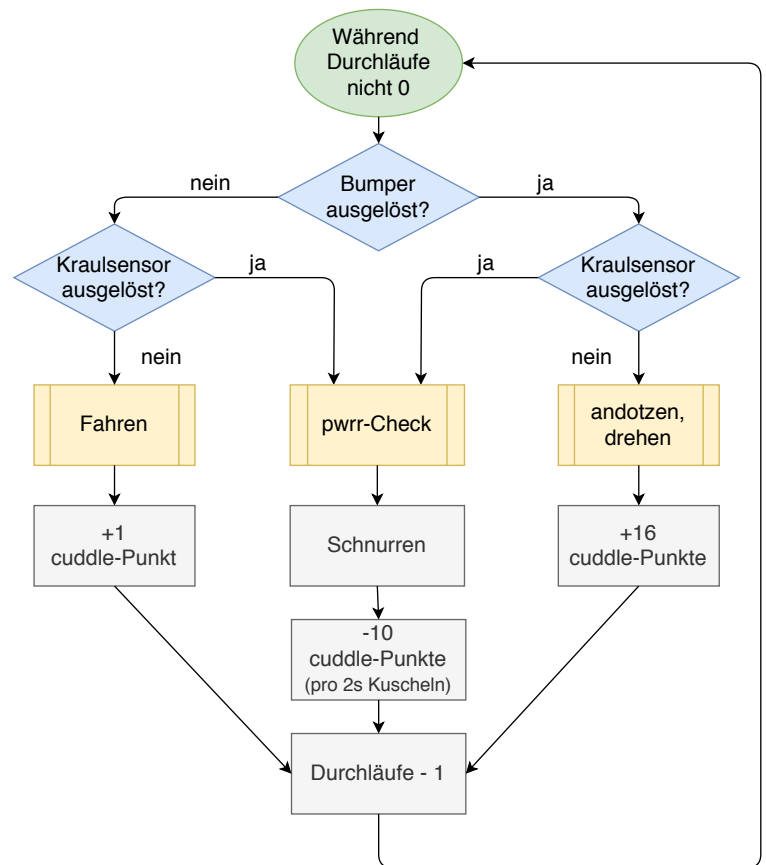 Während
Durchläufe
nicht 0
Bumper
ausgelöst?
nein
ja
Kraulsensor
ausgelöst?
ja
ja
Kraulsensor
ausgelöst?
nein
nein
Fahren
pwrr-Check
andotzen,
drehen
+1
cuddle-Punkt
Schnurren
+16
cuddle-Punkte
-10
cuddle-Punkte
(pro 2s Kuscheln)
Durchläufe - 1